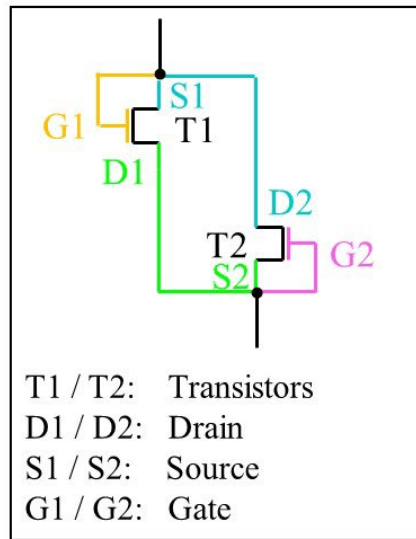 S1
G1
T1
D1
D2
T2
G2
S2
T1 / T2: Transistors
D1 / D2: Drain
S1 / S2: Source
G1 / G2: Gate